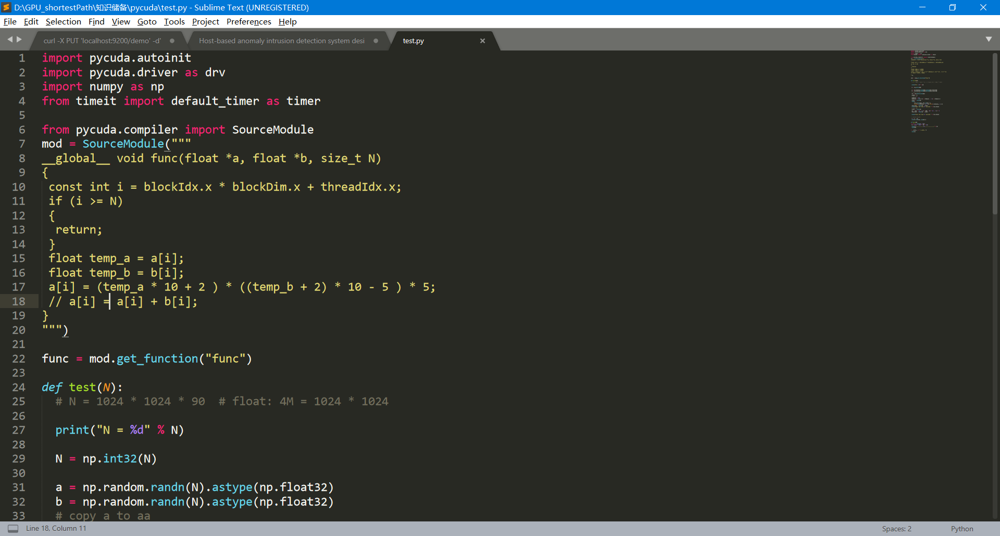 D:\GPU_shortestPath\知识储备\pycuda\test.py - Sublime Text (UNREGISTERED)
File Edit Selection Find View Goto Tools Project Preferences Help
curl -X PUT 'localhost:9200/demo' -d' Host-based anomaly intrusion detection system desi test.py
1 import pycuda.autoinit
2 import pycuda.driver as drv
3 import numpy as np
4 from timeit import default_timer as timer
5
6 from pycuda.compiler import SourceModule
7 mod = SourceModule("""
8 __global__ void func(float *a, float *b, size_t N)
9 {
10 const int i = blockIdx.x * blockDim.x + threadIdx.x;
11 if (i >= N)
12 {
13 return;
14 }
15 float temp_a = a[i];
16 float temp_b = b[i];
17 a[i] = (temp_a * 10 + 2 ) * ((temp_b + 2) * 10 - 5 ) * 5;
18 // a[i] = a[i] + b[i];
19 }
20 """)
21
22 func = mod.get_function("func")
23
24 def test(N):
25 # N = 1024 * 1024 * 90  # float: 4M = 1024 * 1024
26
27 print("N = %d" % N)
28
29 N = np.int32(N)
30
31 a = np.random.randn(N).astype(np.float32)
32 b = np.random.randn(N).astype(np.float32)
33 # copy a to aa
Line 18, Column 11 Spaces: 2 Python